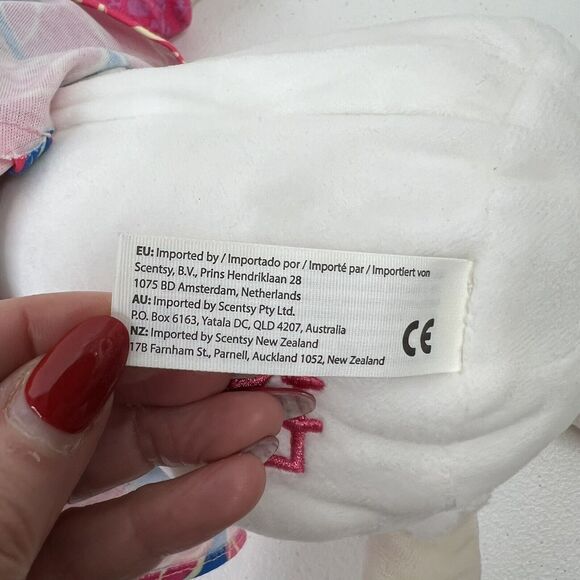 EU: Imported by / Importado por / Importé par / Importiert von
Scentsy, B.V., Prins Hendriklaan 28
1075 BD Amsterdam, Netherlands
AU: Imported by Scentsy Pty Ltd.
P.O. Box 6163, Yatala DC, QLD 4207, Australia
NZ: Imported by Scentsy New Zealand
17B Farnham St., Parnell, Auckland 1052, New Zealand
CE